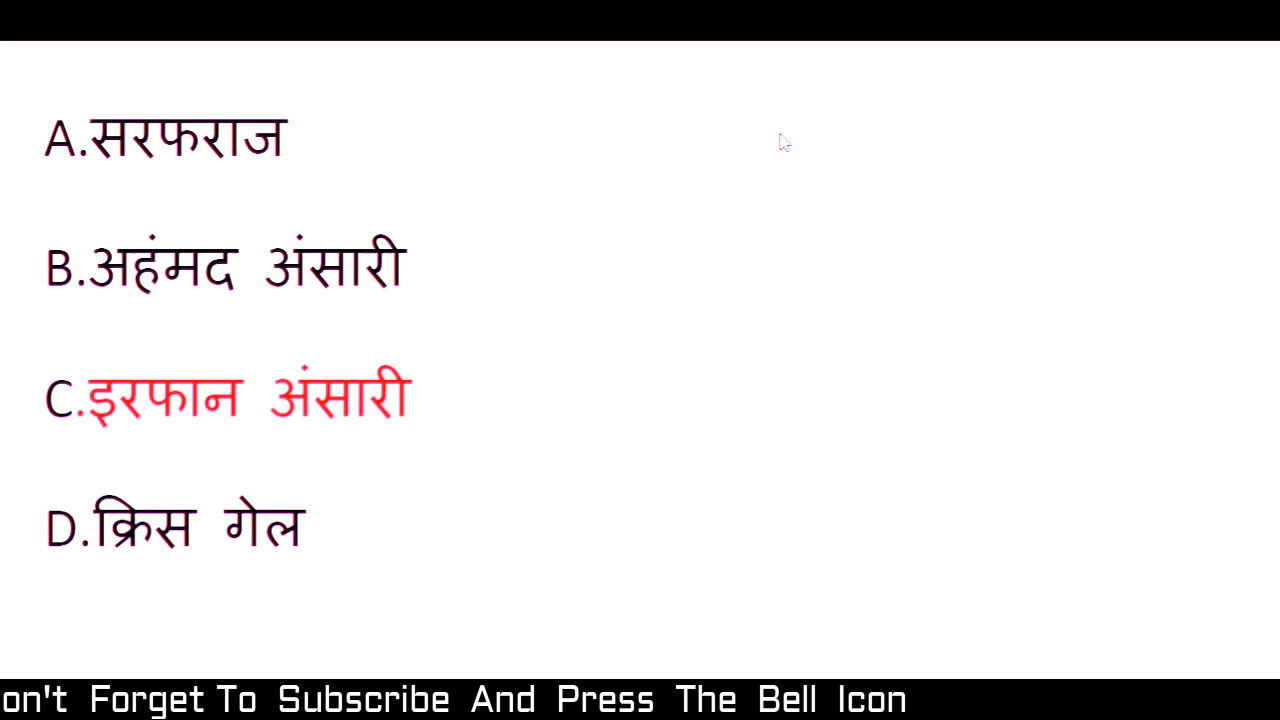 A.सरफराज
B.अहंमद अंसारी
C.इरफान अंसारी
D.क्रिस गेल
on't Forget To Subscribe And Press The Bell Icon